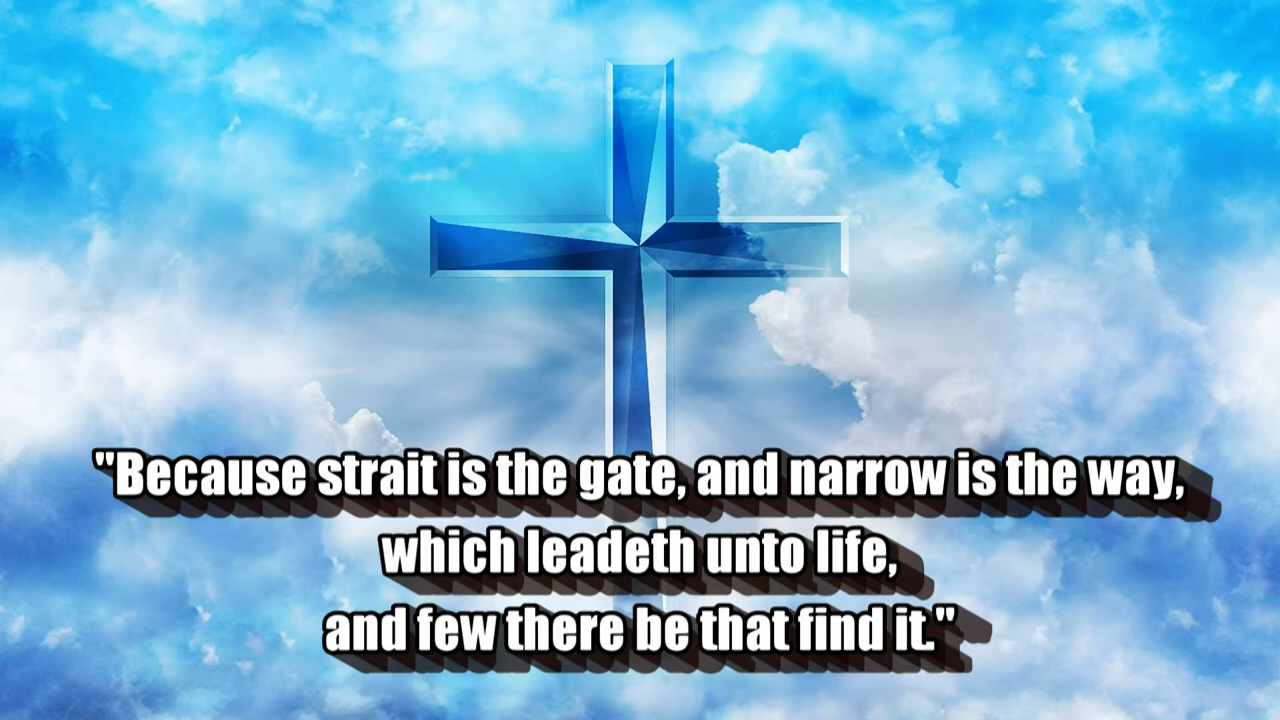 "Because strait is the gate, and narrow is the way,
which leadeth unto life,
and few there be that find it."